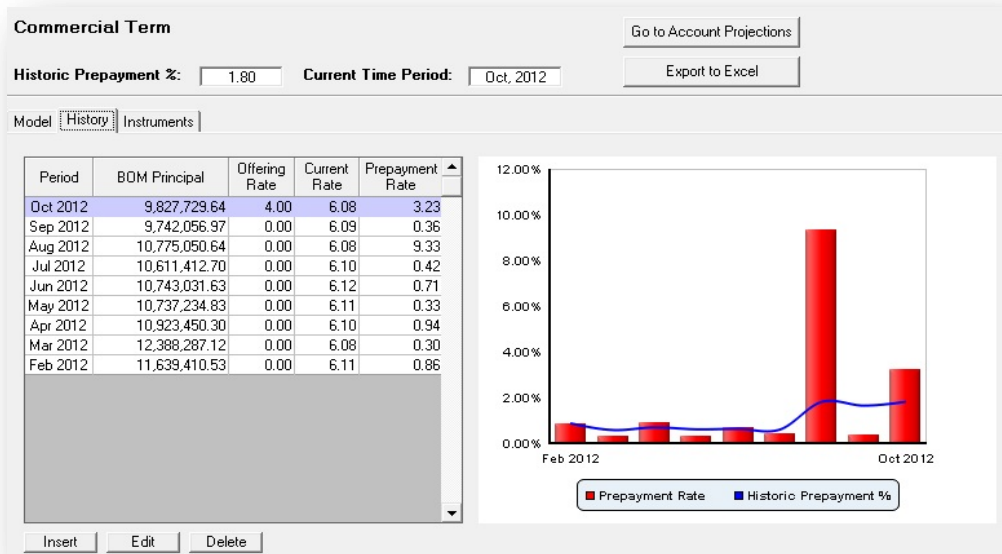 Commercial Term
Go to Account Projections
Historic Prepayment %: 1.80 Current Time Period: Oct, 2012 Export to Excel
Model History Instruments
Period BOM Principal Offering Rate Current Rate Prepayment Rate
Oct 2012 9,827,729.64 4.00 6.08 3.23
Sep 2012 9,742,056.97 0.00 6.09 0.36
Aug 2012 10,775,050.64 0.00 6.08 9.33
Jul 2012 10,611,412.70 0.00 6.10 0.42
Jun 2012 10,743,031.63 0.00 6.12 0.71
May 2012 10,737,234.83 0.00 6.11 0.33
Apr 2012 10,923,450.30 0.00 6.10 0.94
Mar 2012 12,388,287.12 0.00 6.08 0.30
Feb 2012 11,639,410.53 0.00 6.11 0.86
12.00%
10.00%
8.00%
6.00%
4.00%
2.00%
0.00%
Feb 2012 Oct 2012
Prepayment Rate Historic Prepayment %
Insert Edit Delete